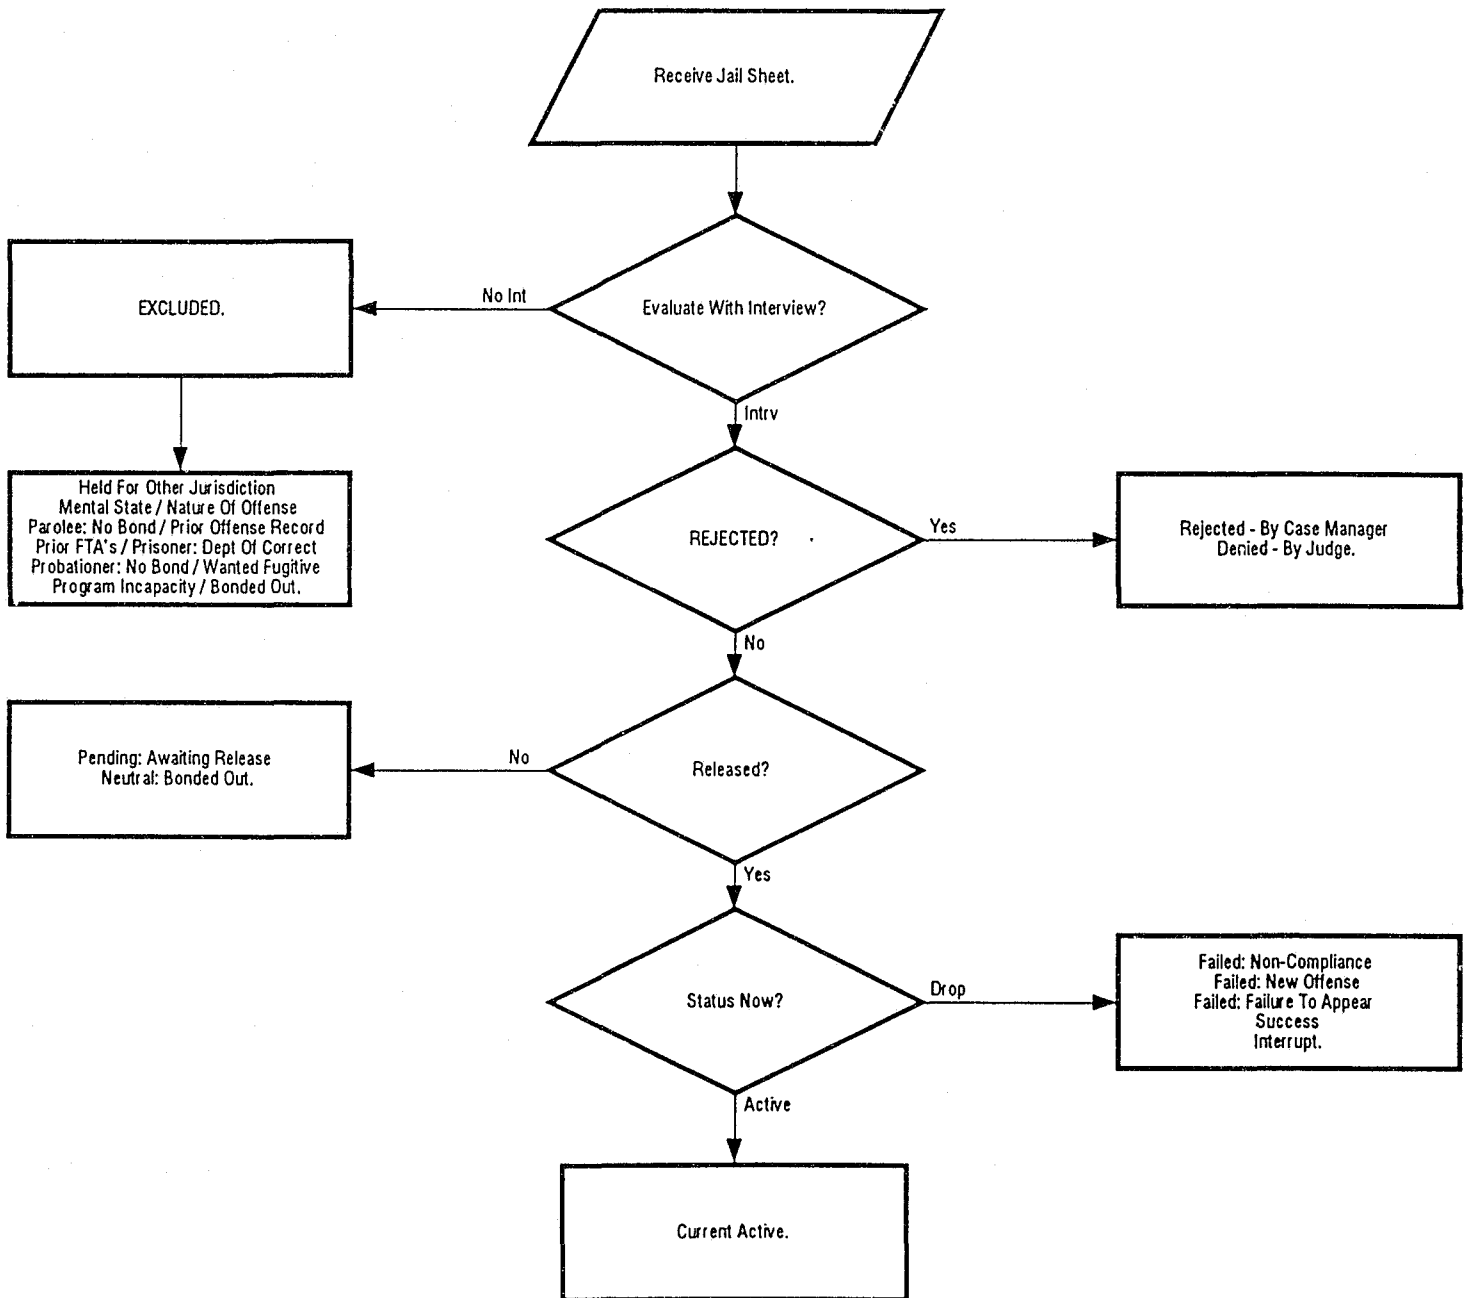 Receive Jail Sheet.
EXCLUDED.
No Int
Evaluate With Interview?
Intrv
Held For Other Jurisdiction
Mental State / Nature Of Offense
Parolee: No Bond / Prior Offense Record
Prior FTA's / Prisoner: Dept Of Correct
Probationer: No Bond / Wanted Fugitive
Program Incapacity / Bonded Out.
REJECTED?
Yes
Rejected - By Case Manager
Denied - By Judge.
No
Pending: Awaiting Release
Neutral: Bonded Out.
No
Released?
Yes
Status Now?
Drop
Failed: Non-Compliance
Failed: New Offense
Failed: Failure To Appear
Success
Interrupt.
Active
Current Active.